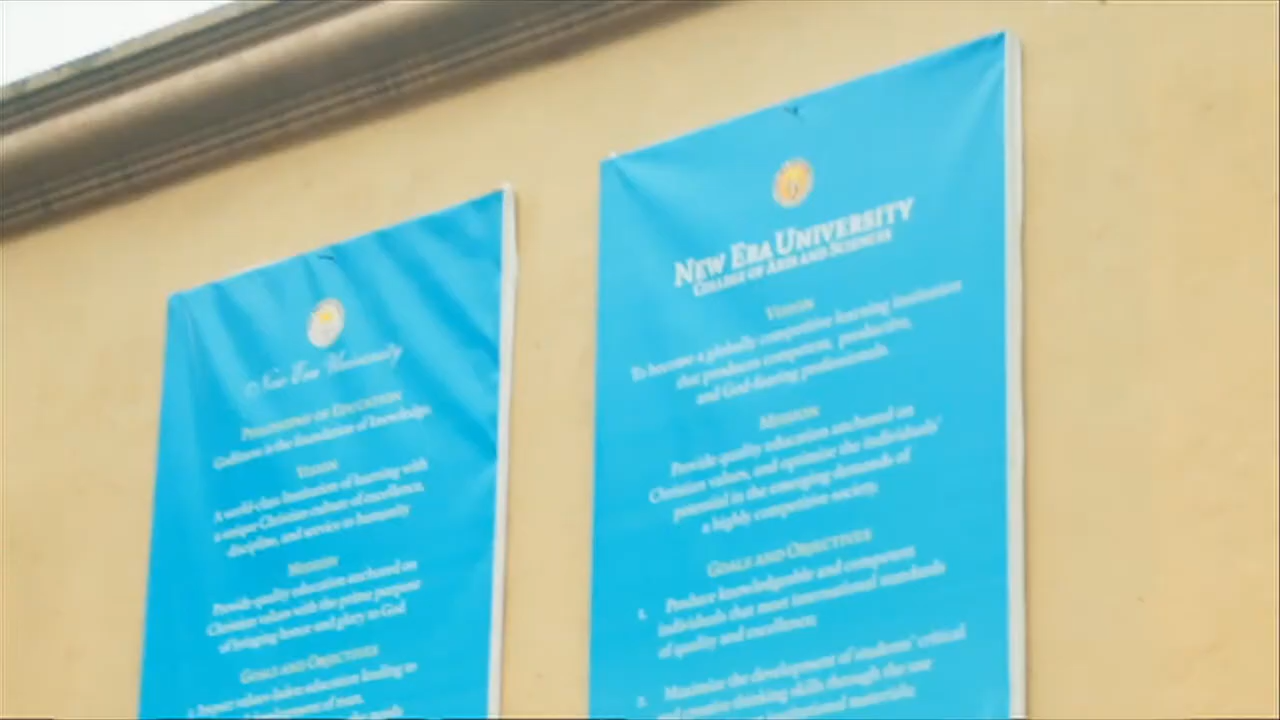 New Era University
Philosophy of Education
Godliness is the foundation of knowledge.
Vision
A world-class Institution of learning with
a unique Christian culture of excellence,
discipline, and service to humanity
Mission
Provide quality education anchored on
Christian values with the prime purpose
of bringing honor and glory to God
Goals and Objectives
New Era University
College of Arts and Sciences
Vision
To become a globally competitive learning institution
that produces competent, productive,
and God-fearing professionals.
Mission
Provide quality education anchored on
Christian values, and optimize the individuals'
potential to the emerging demands of
a highly competitive society.
Goals and Objectives
1. Produce knowledgeable and competent
individuals that meet international standards
of quality and excellence;
2. Maximize the development of students' critical
and creative thinking skills through the use
instructional materials;